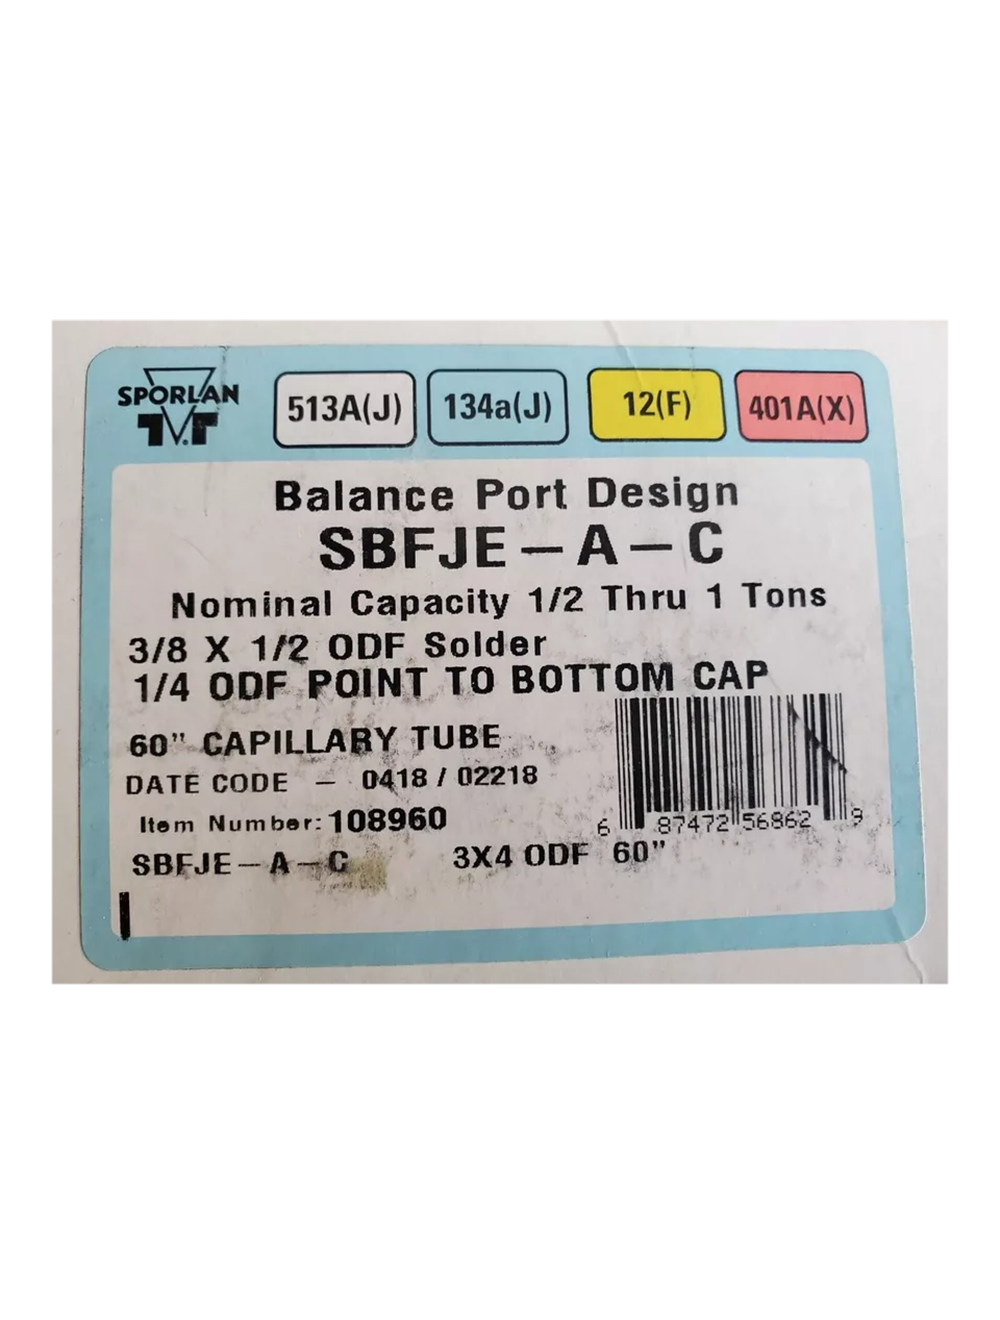 SPORLAN
TV.T
513A(J) 134a(J) 12(F) 401A(X)
Balance Port Design
SBFJE – A – C
Nominal Capacity 1/2 Thru 1 Tons
3/8 X 1/2 ODF Solder
1/4 ODF POINT TO BOTTOM CAP
60" CAPILLARY TUBE
DATE CODE – 0418 / 02218
Item Number: 108960
6 87472 56862 9
SBFJE – A – C 3X4 ODF 60"